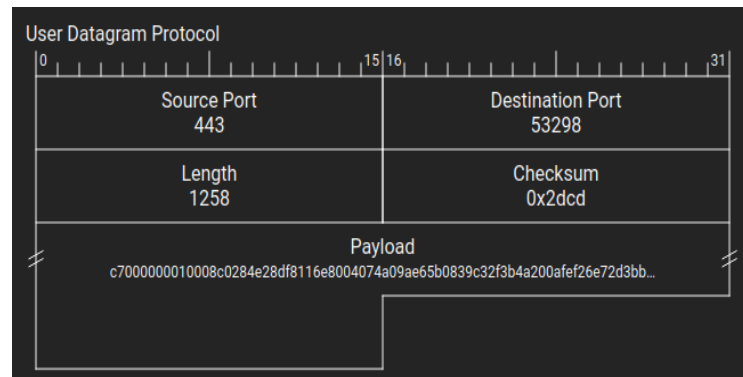 User Datagram Protocol
0 15 16 31
Source Port Destination Port
443 53298
Length Checksum
1258 0x2dcd
Payload
c7000000010008c0284e28df8116e8004074a09ae65b0839c32f3b4a200afef26e72d3bb...